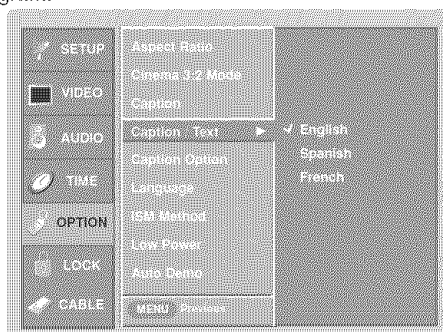 SETUP
VIDEO
AUDIO
TIME
OPTION
LOCK
CABLE
Aspect Ratio
Cinema 3:2 Mode
Caption
Caption / Text
Caption Option
Language
ISM Method
Low Power
Auto Demo
MENU Previous
English
Spanish
French